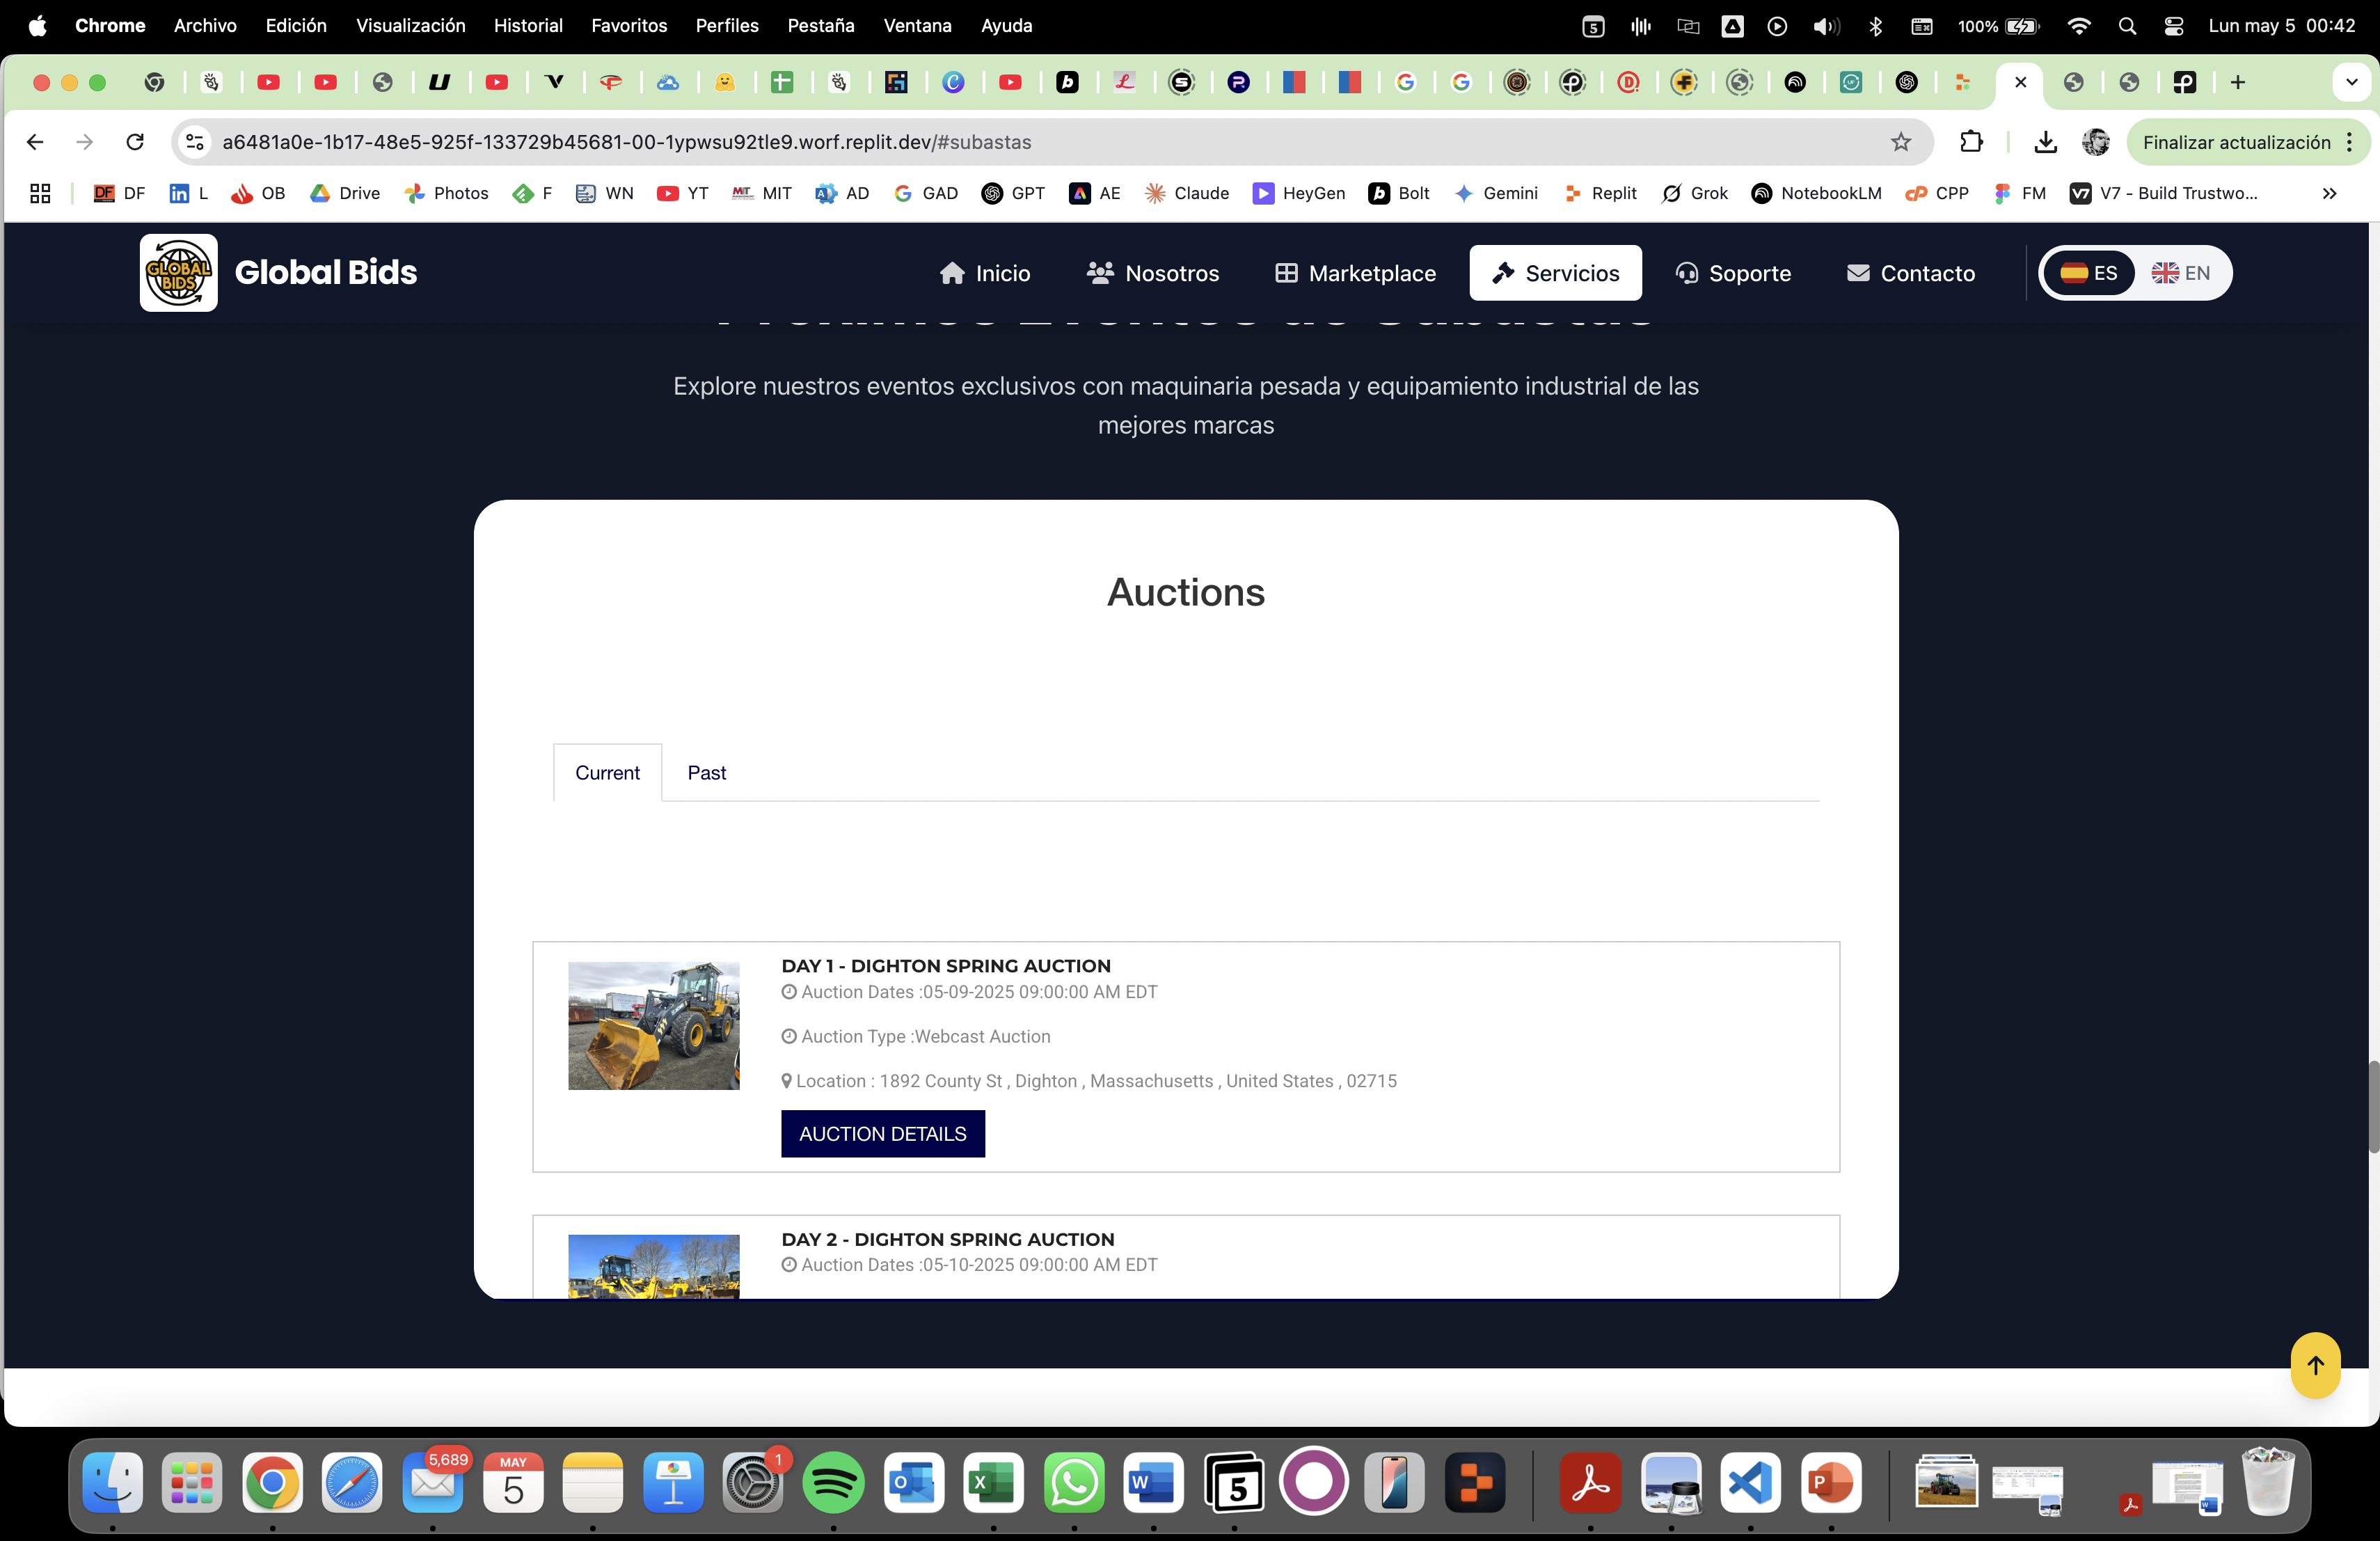 Chrome Archivo Edición Visualización Historial Favoritos Perfiles Pestaña Ventana Ayuda
5 100% Lun may 5 00:42
a6481a0e-1b17-48e5-925f-133729b45681-00-1ypwsu92tle9.worf.replit.dev/#subastas
Finalizar actualización
DF DF L OB Drive Photos F WN YT MIT AD GAD GPT AE Claude HeyGen Bolt Gemini Replit Grok NotebookLM CPP FM V7 V7 - Build Trustwo...
GLOBAL BIDS
Global Bids
Inicio Nosotros Marketplace Servicios Soporte Contacto ES EN
Explore nuestros eventos exclusivos con maquinaria pesada y equipamiento industrial de las
mejores marcas
Auctions
Current Past
DAY 1 - DIGHTON SPRING AUCTION
Auction Dates :05-09-2025 09:00:00 AM EDT
Auction Type :Webcast Auction
Location : 1892 County St , Dighton , Massachusetts , United States , 02715
AUCTION DETAILS
DAY 2 - DIGHTON SPRING AUCTION
Auction Dates :05-10-2025 09:00:00 AM EDT
5,689
MAY
5
1
5